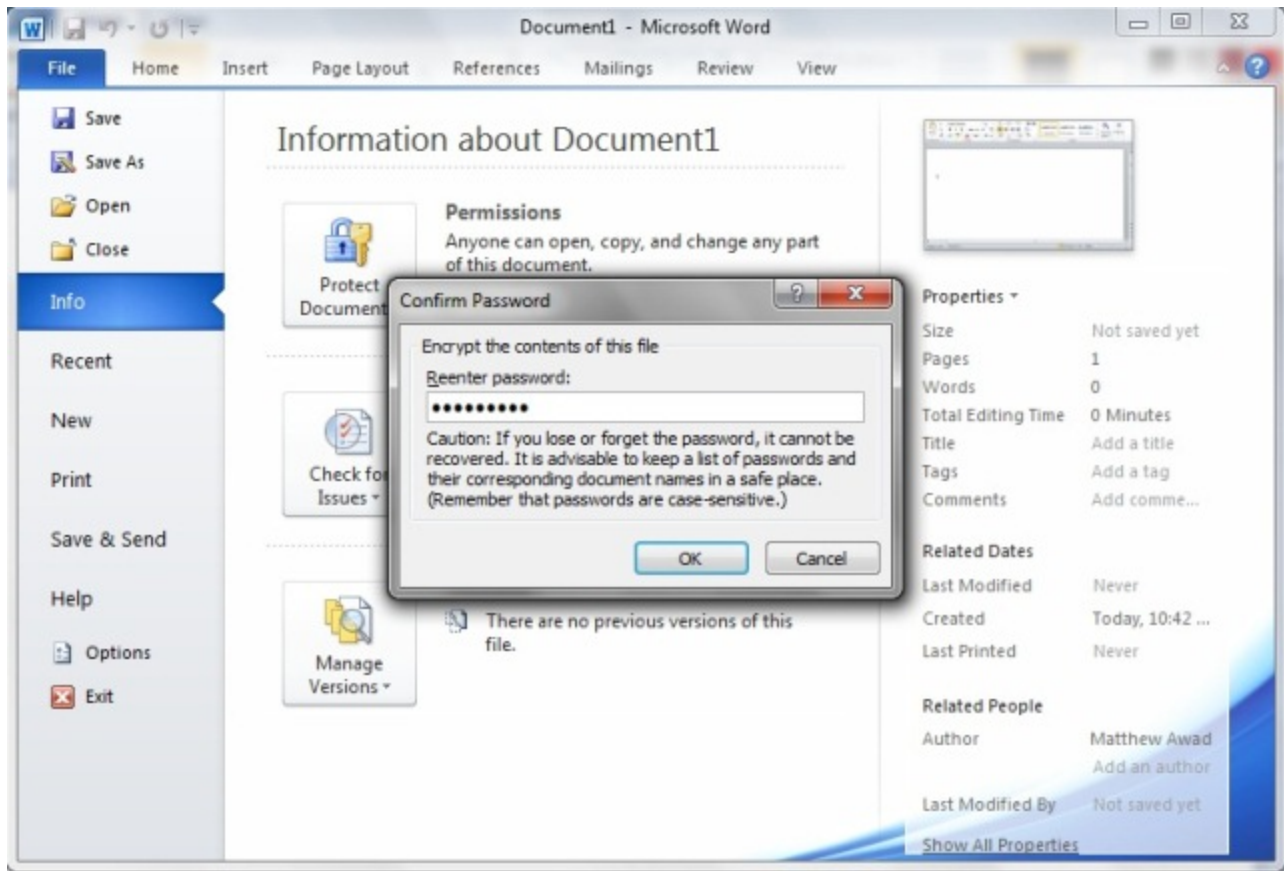 Document1 - Microsoft Word
File Home Insert Page Layout References Mailings Review View
Save
Save As
Open
Close
Info
Recent
New
Print
Save & Send
Help
Options
Exit
Information about Document1
Protect
Document
Permissions
Anyone can open, copy, and change any part
of this document.
Check for
Issues
Manage
Versions
There are no previous versions of this
file.
Confirm Password
Encrypt the contents of this file
Reenter password:
•••••••••
Caution: If you lose or forget the password, it cannot be
recovered. It is advisable to keep a list of passwords and
their corresponding document names in a safe place.
(Remember that passwords are case-sensitive.)
OK Cancel
Properties
Size Not saved yet
Pages 1
Words 0
Total Editing Time 0 Minutes
Title Add a title
Tags Add a tag
Comments Add comme...
Related Dates
Last Modified Never
Created Today, 10:42 ...
Last Printed Never
Related People
Author Matthew Awad
Add an author
Last Modified By Not saved yet
Show All Properties